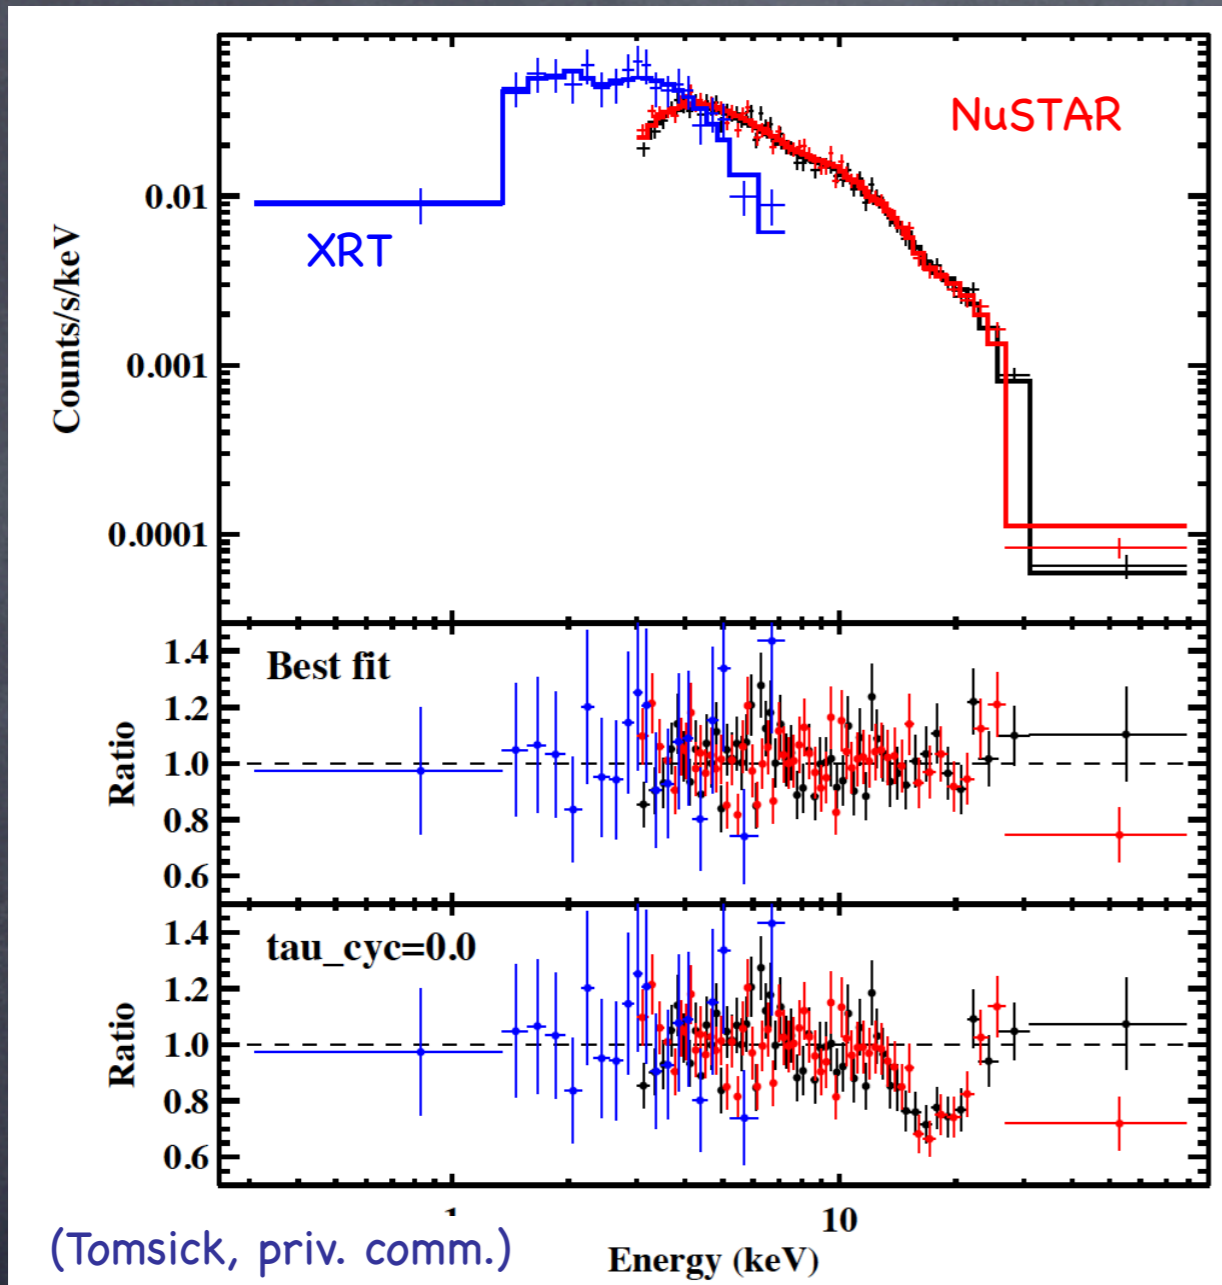 NuSTAR
XRT
Counts/s/keV
0.01
0.001
0.0001
Best fit
Ratio
1.4
1.2
1.0
0.8
0.6
tau_cyc=0.0
Ratio
1.4
1.2
1.0
0.8
0.6
1
10
Energy (keV)
(Tomsick, priv. comm.)